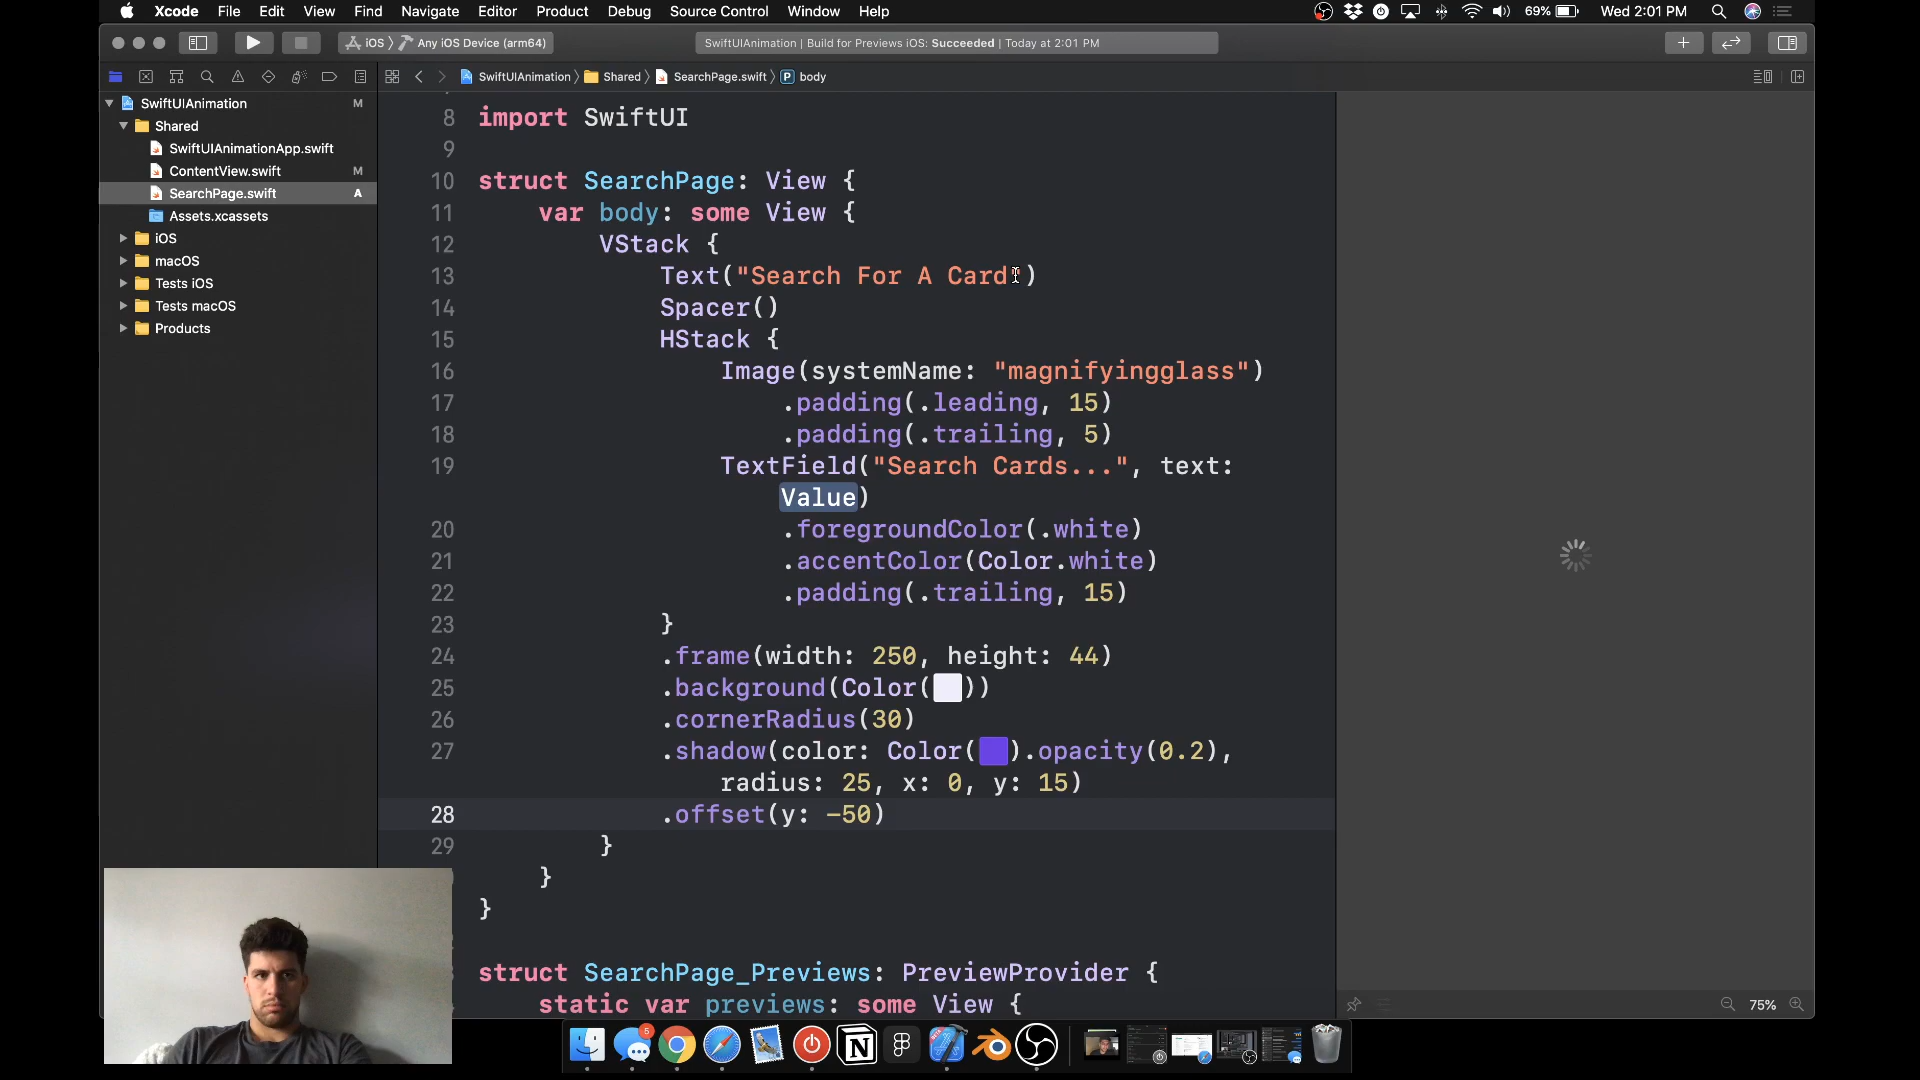 Xcode File Edit View Find Navigate Editor Product Debug Source Control Window Help 69% Wed 2:01 PM
iOS Any iOS Device (arm64) SwiftUIAnimation | Build for Previews iOS: Succeeded | Today at 2:01 PM
SwiftUIAnimation Shared SearchPage.swift P body
SwiftUIAnimation M
Shared
SwiftUIAnimationApp.swift
ContentView.swift M
SearchPage.swift A
Assets.xcassets
iOS
macOS
Tests iOS
Tests macOS
Products
8 import SwiftUI
9
10 struct SearchPage: View {
11 var body: some View {
12 VStack {
13 Text("Search For A Card")
14 Spacer()
15 HStack {
16 Image(systemName: "magnifyingglass")
17 .padding(.leading, 15)
18 .padding(.trailing, 5)
19 TextField("Search Cards...", text:
Value)
20 .foregroundColor(.white)
21 .accentColor(Color.white)
22 .padding(.trailing, 15)
23 }
24 .frame(width: 250, height: 44)
25 .background(Color( ))
26 .cornerRadius(30)
27 .shadow(color: Color( ).opacity(0.2),
radius: 25, x: 0, y: 15)
28 .offset(y: -50)
29 }
}
}
struct SearchPage_Previews: PreviewProvider {
static var previews: some View {
75%
5